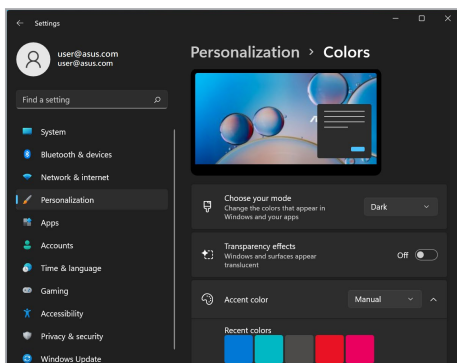 Settings
user@asus.com
user@asus.com
Find a setting
System
Bluetooth & devices
Network & internet
Personalization
Apps
Accounts
Time & language
Gaming
Accessibility
Privacy & security
Windows Update
Personalization > Colors
Choose your mode
Change the colors that appear in
Windows and your apps
Dark
Transparency effects
Windows and surfaces appear
translucent
Off
Accent color
Manual
Recent colors